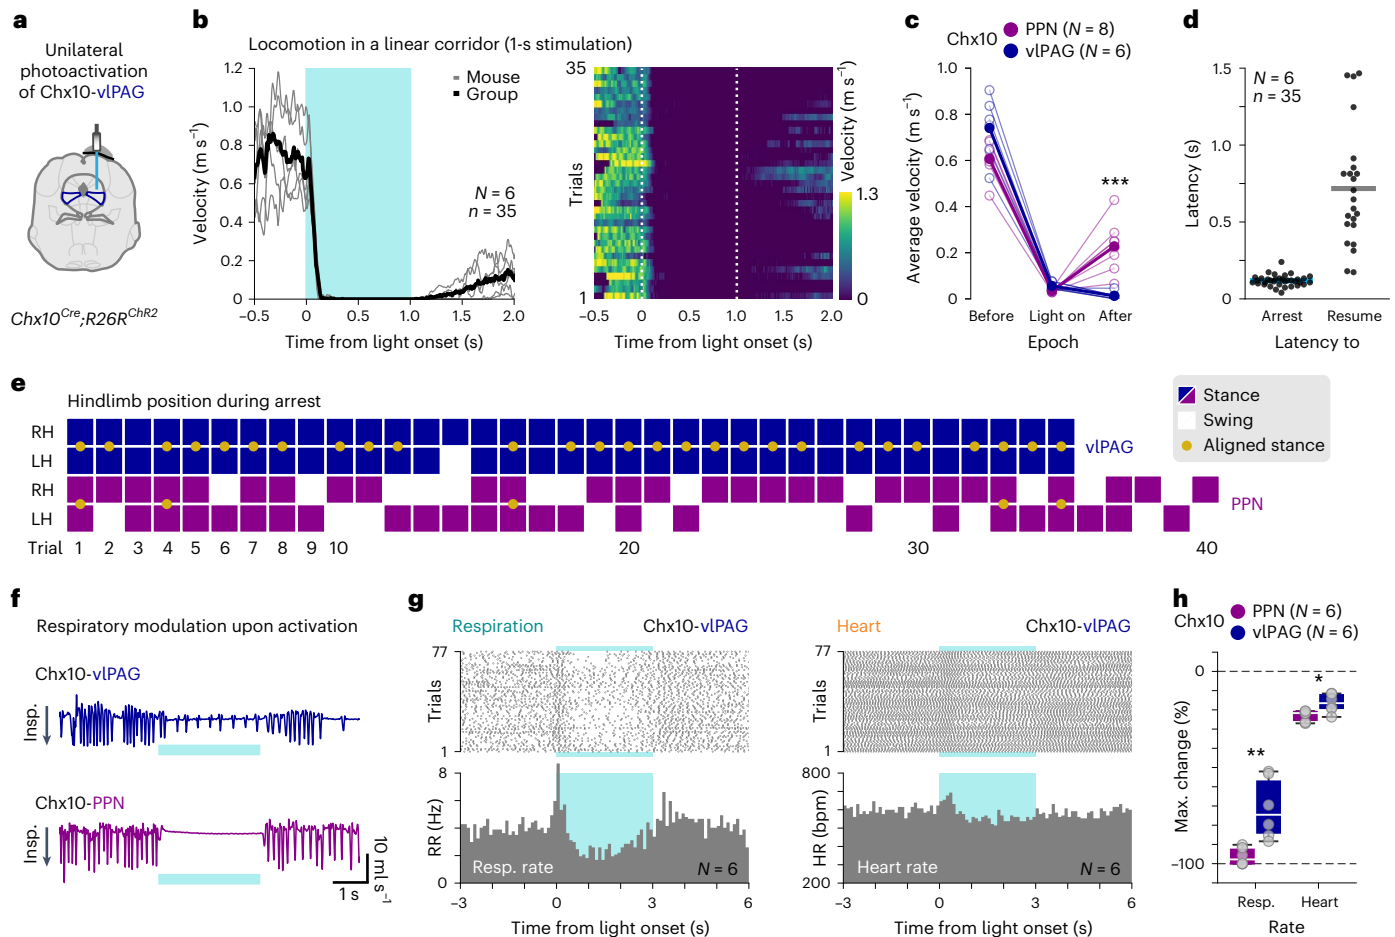 a
Unilateral
photoactivation
of Chx10-vlPAG
Chx10Cre;R26RChR2
b
Locomotion in a linear corridor (1-s stimulation)
Velocity (m s−1)
1.2
1.0
0.8
0.6
0.4
0.2
0
Mouse
Group
N = 6
n = 35
−0.5
0
0.5
1.0
1.5
2.0
Time from light onset (s)
35
Trials
1
−0.5
0
0.5
1.0
1.5
2.0
Time from light onset (s)
Velocity (m s−1)
1.3
0
c
Chx10
PPN (N = 8)
vlPAG (N = 6)
Average velocity (m s−1)
1.0
0.8
0.6
0.4
0.2
0
***
Before
Light on
After
Epoch
d
N = 6
n = 35
Latency (s)
1.5
1.0
0.5
0
Arrest
Resume
Latency to
e
Hindlimb position during arrest
Stance
Swing
Aligned stance
RH
LH
vlPAG
RH
LH
PPN
Trial 1 2 3 4 5 6 7 8 9 10 20 30 40
f
Respiratory modulation upon activation
Chx10-vlPAG
Insp.
Chx10-PPN
Insp.
10 ml s−1
1 s
g
Respiration
Chx10-vlPAG
77
Trials
1
8
RR (Hz)
0
Resp. rate
N = 6
−3
0
3
6
Time from light onset (s)
Heart
Chx10-vlPAG
77
Trials
1
800
HR (bpm)
200
Heart rate
N = 6
−3
0
3
6
Time from light onset (s)
h
Chx10
PPN (N = 6)
vlPAG (N = 6)
Max. change (%)
0
−100
**
*
Resp.
Heart
Rate